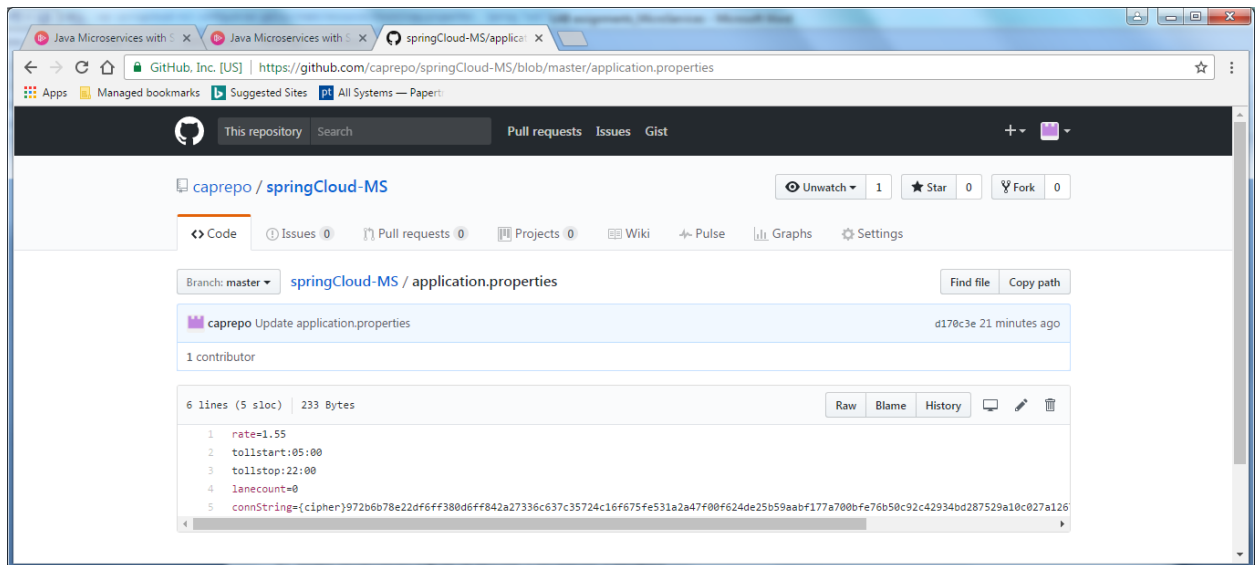 Java Microservices with S
Java Microservices with S
springCloud-MS/applicat
GitHub, Inc. [US] | https://github.com/caprepo/springCloud-MS/blob/master/application.properties
Apps Managed bookmarks Suggested Sites pt All Systems — Papert
This repository Search Pull requests Issues Gist
caprepo / springCloud-MS Unwatch 1 Star 0 Fork 0
Code Issues 0 Pull requests 0 Projects 0 Wiki Pulse Graphs Settings
Branch: master springCloud-MS / application.properties Find file Copy path
caprepo Update application.properties d170c3e 21 minutes ago
1 contributor
6 lines (5 sloc) 233 Bytes Raw Blame History
1 rate=1.55
2 tollstart:05:00
3 tollstop:22:00
4 lanecount=0
5 connString={cipher}972b6b78e22df6ff380d6ff842a27336c637c35724c16f675fe531a2a47f00f624de25b59aabf177a700bfe76b50c92c42934bd287529a10c027a126